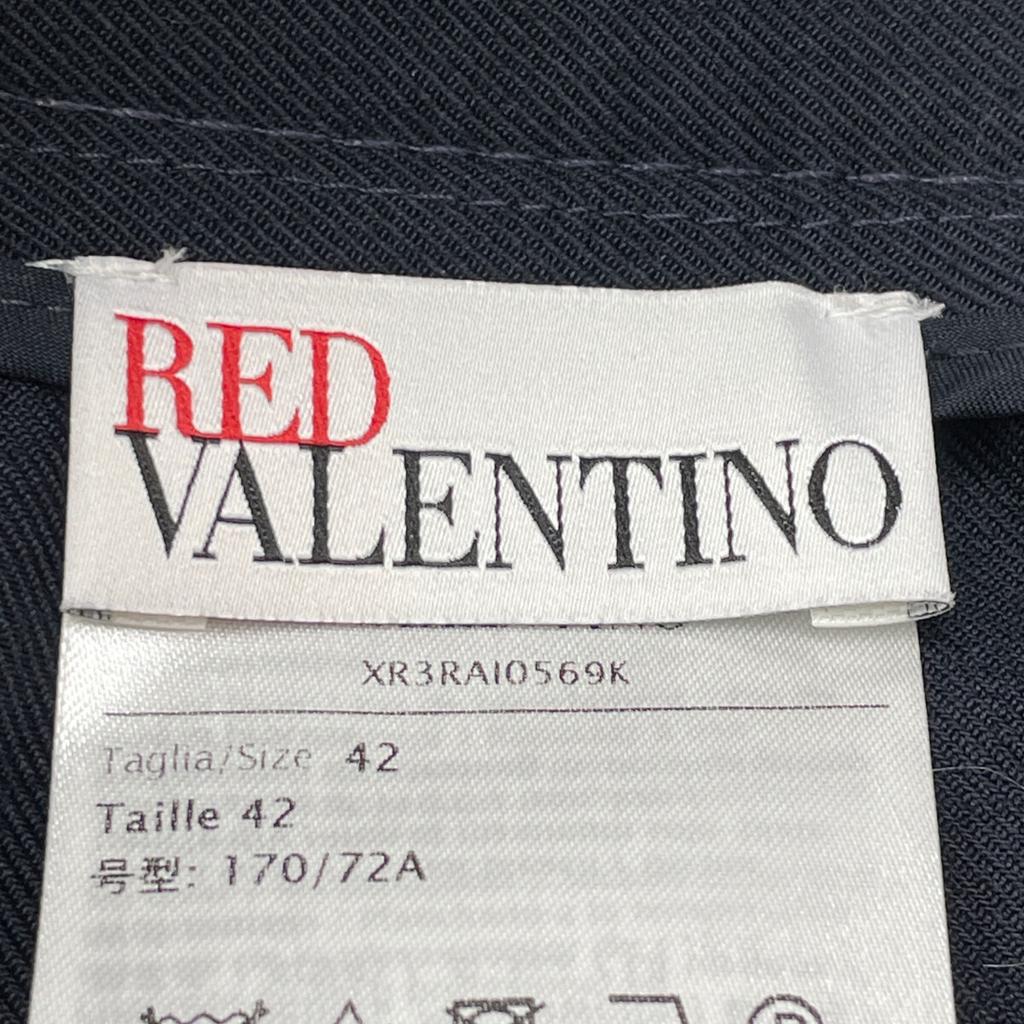 RED
VALENTINO
XR3RAI0569K
Taglia/Size 42
Taille 42
号型: 170/72A